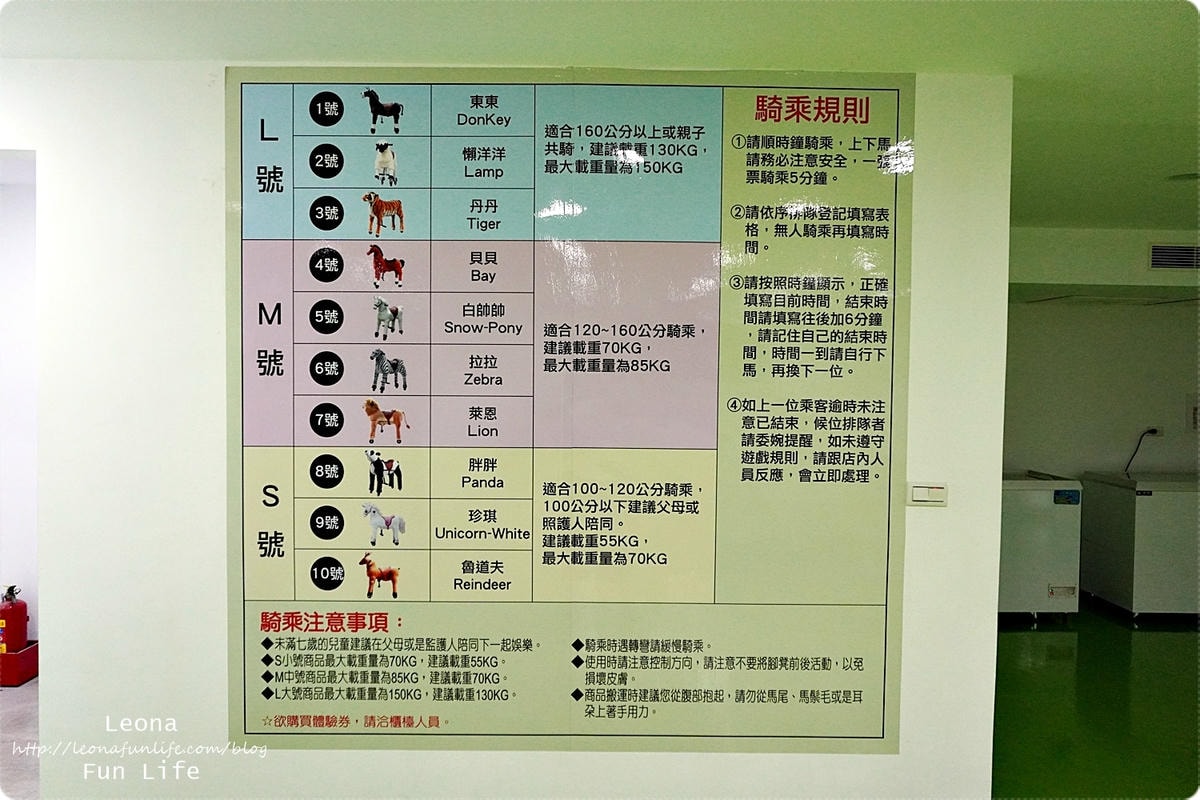 L號
1號
東東
DonKey
2號
懶洋洋
Lamp
3號
丹丹
Tiger
適合160公分以上或親子
共騎，建議載重130KG，
最大載重量為150KG
M號
4號
貝貝
Bay
5號
白帥帥
Snow-Pony
6號
拉拉
Zebra
7號
萊恩
Lion
適合120~160公分騎乘，
建議載重70KG，
最大載重量為85KG
S號
8號
胖胖
Panda
9號
珍琪
Unicorn-White
10號
魯道夫
Reindeer
適合100~120公分騎乘，
100公分以下建議父母或
照護人陪同。
建議載重55KG，
最大載重量為70KG
騎乘規則
①請順時鐘騎乘，上下馬
請務必注意安全，一張
票騎乘5分鐘。
②請依序排隊登記填寫表
格，無人騎乘再填寫時
間。
③請按照時鐘顯示，正確
填寫目前時間，結束時
間請填寫往後加6分鐘
，請記住自己的結束時
間，時間一到請自行下
馬，再換下一位。
④如上一位乘客逾時未注
意已結束，候位排隊者
請委婉提醒，如未遵守
遊戲規則，請跟店內人
員反應，會立即處理。
騎乘注意事項：
◆未滿七歲的兒童建議在父母或是監護人陪同下一起娛樂。
◆S小號商品最大載重量為70KG，建議載重55KG。
◆M中號商品最大載重量為85KG，建議載重70KG。
◆L大號商品最大載重量為150KG，建議載重130KG。
☆欲購買體驗券，請洽櫃檯人員。
◆騎乘時遇轉彎請緩慢騎乘。
◆使用時請注意控制方向，請注意不要將腳凳前後活動，以免
損壞皮膚。
◆商品搬運時建議您從腹部抱起，請勿從馬尾、馬鬃毛或是耳
朵上著手用力。
Leona
http://leonafunlife.com/blog
Fun Life